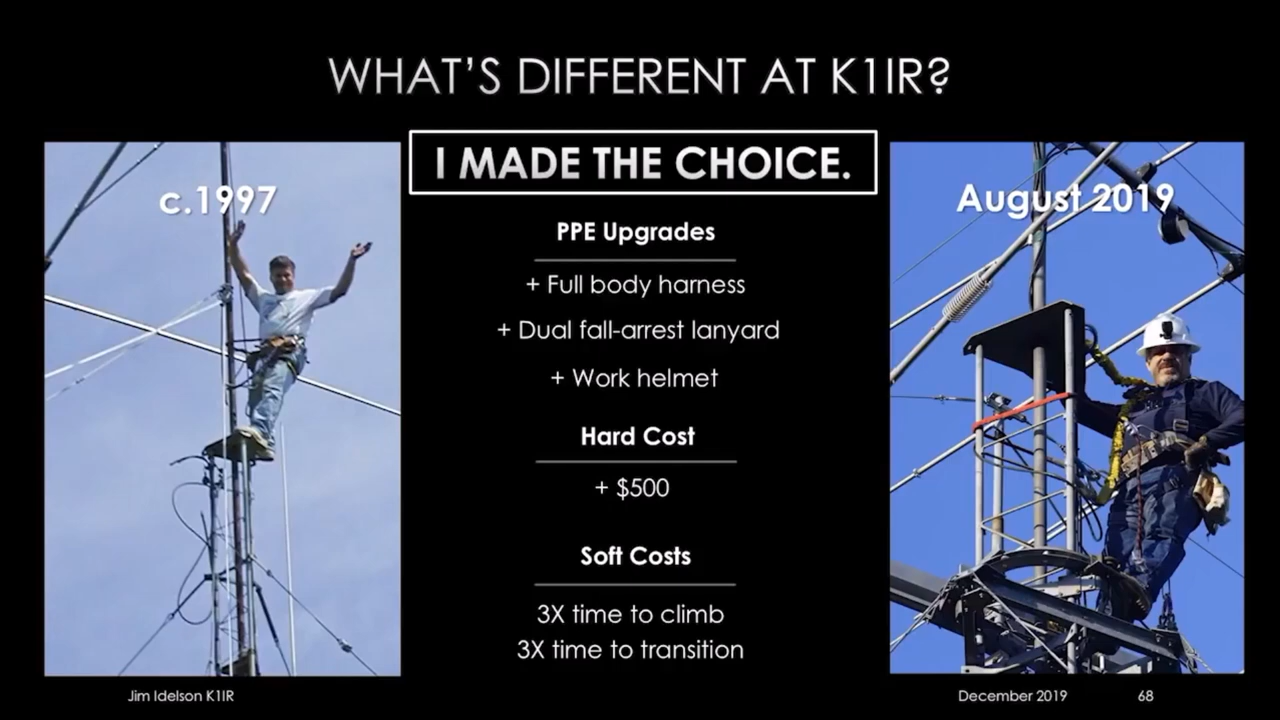 WHAT'S DIFFERENT AT K1IR?
I MADE THE CHOICE.
c.1997
August 2019
PPE Upgrades
+ Full body harness
+ Dual fall-arrest lanyard
+ Work helmet
Hard Cost
+ $500
Soft Costs
3X time to climb
3X time to transition
Jim Idelson K1IR
December 2019
68